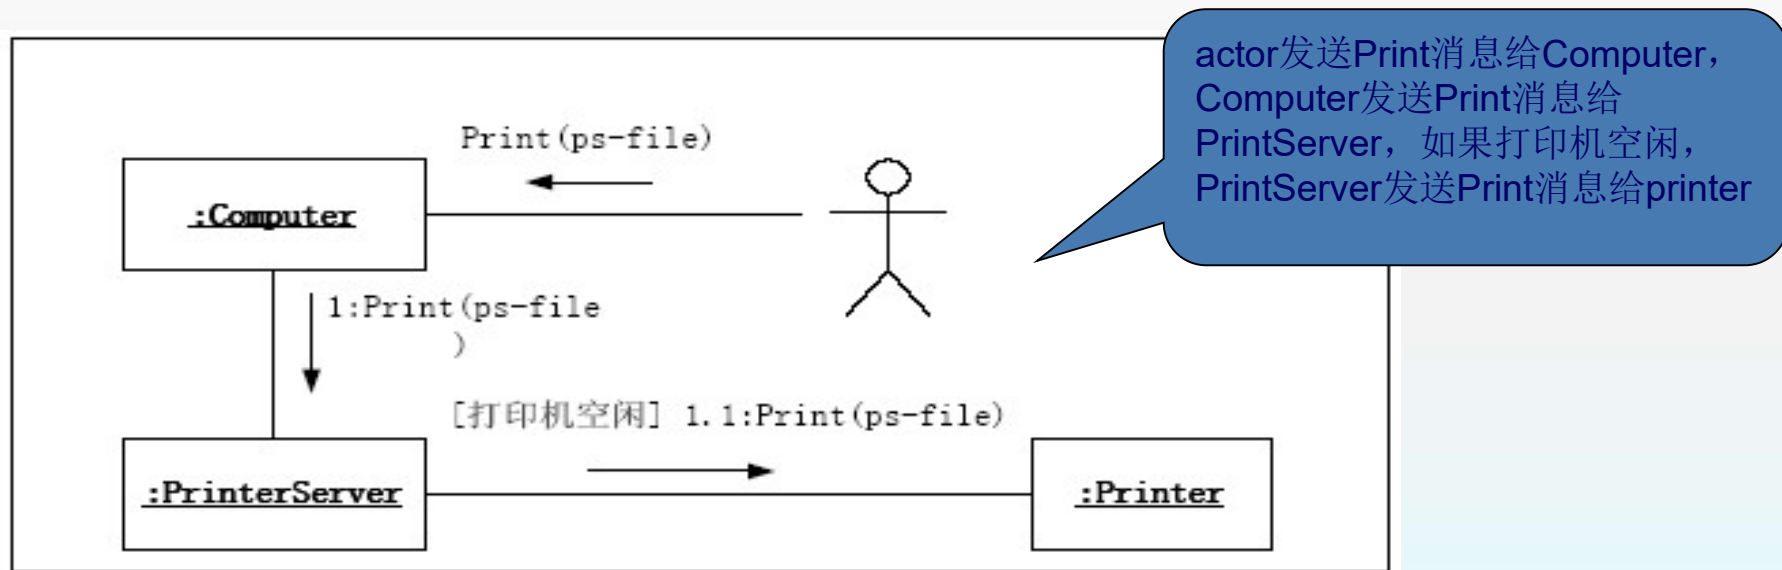 actor发送Print消息给Computer，
Computer发送Print消息给
PrintServer，如果打印机空闲，
PrintServer发送Print消息给printer
Print(ps-file)
:Computer
1:Print(ps-file
)
[打印机空闲] 1.1:Print(ps-file)
:PrinterServer
:Printer